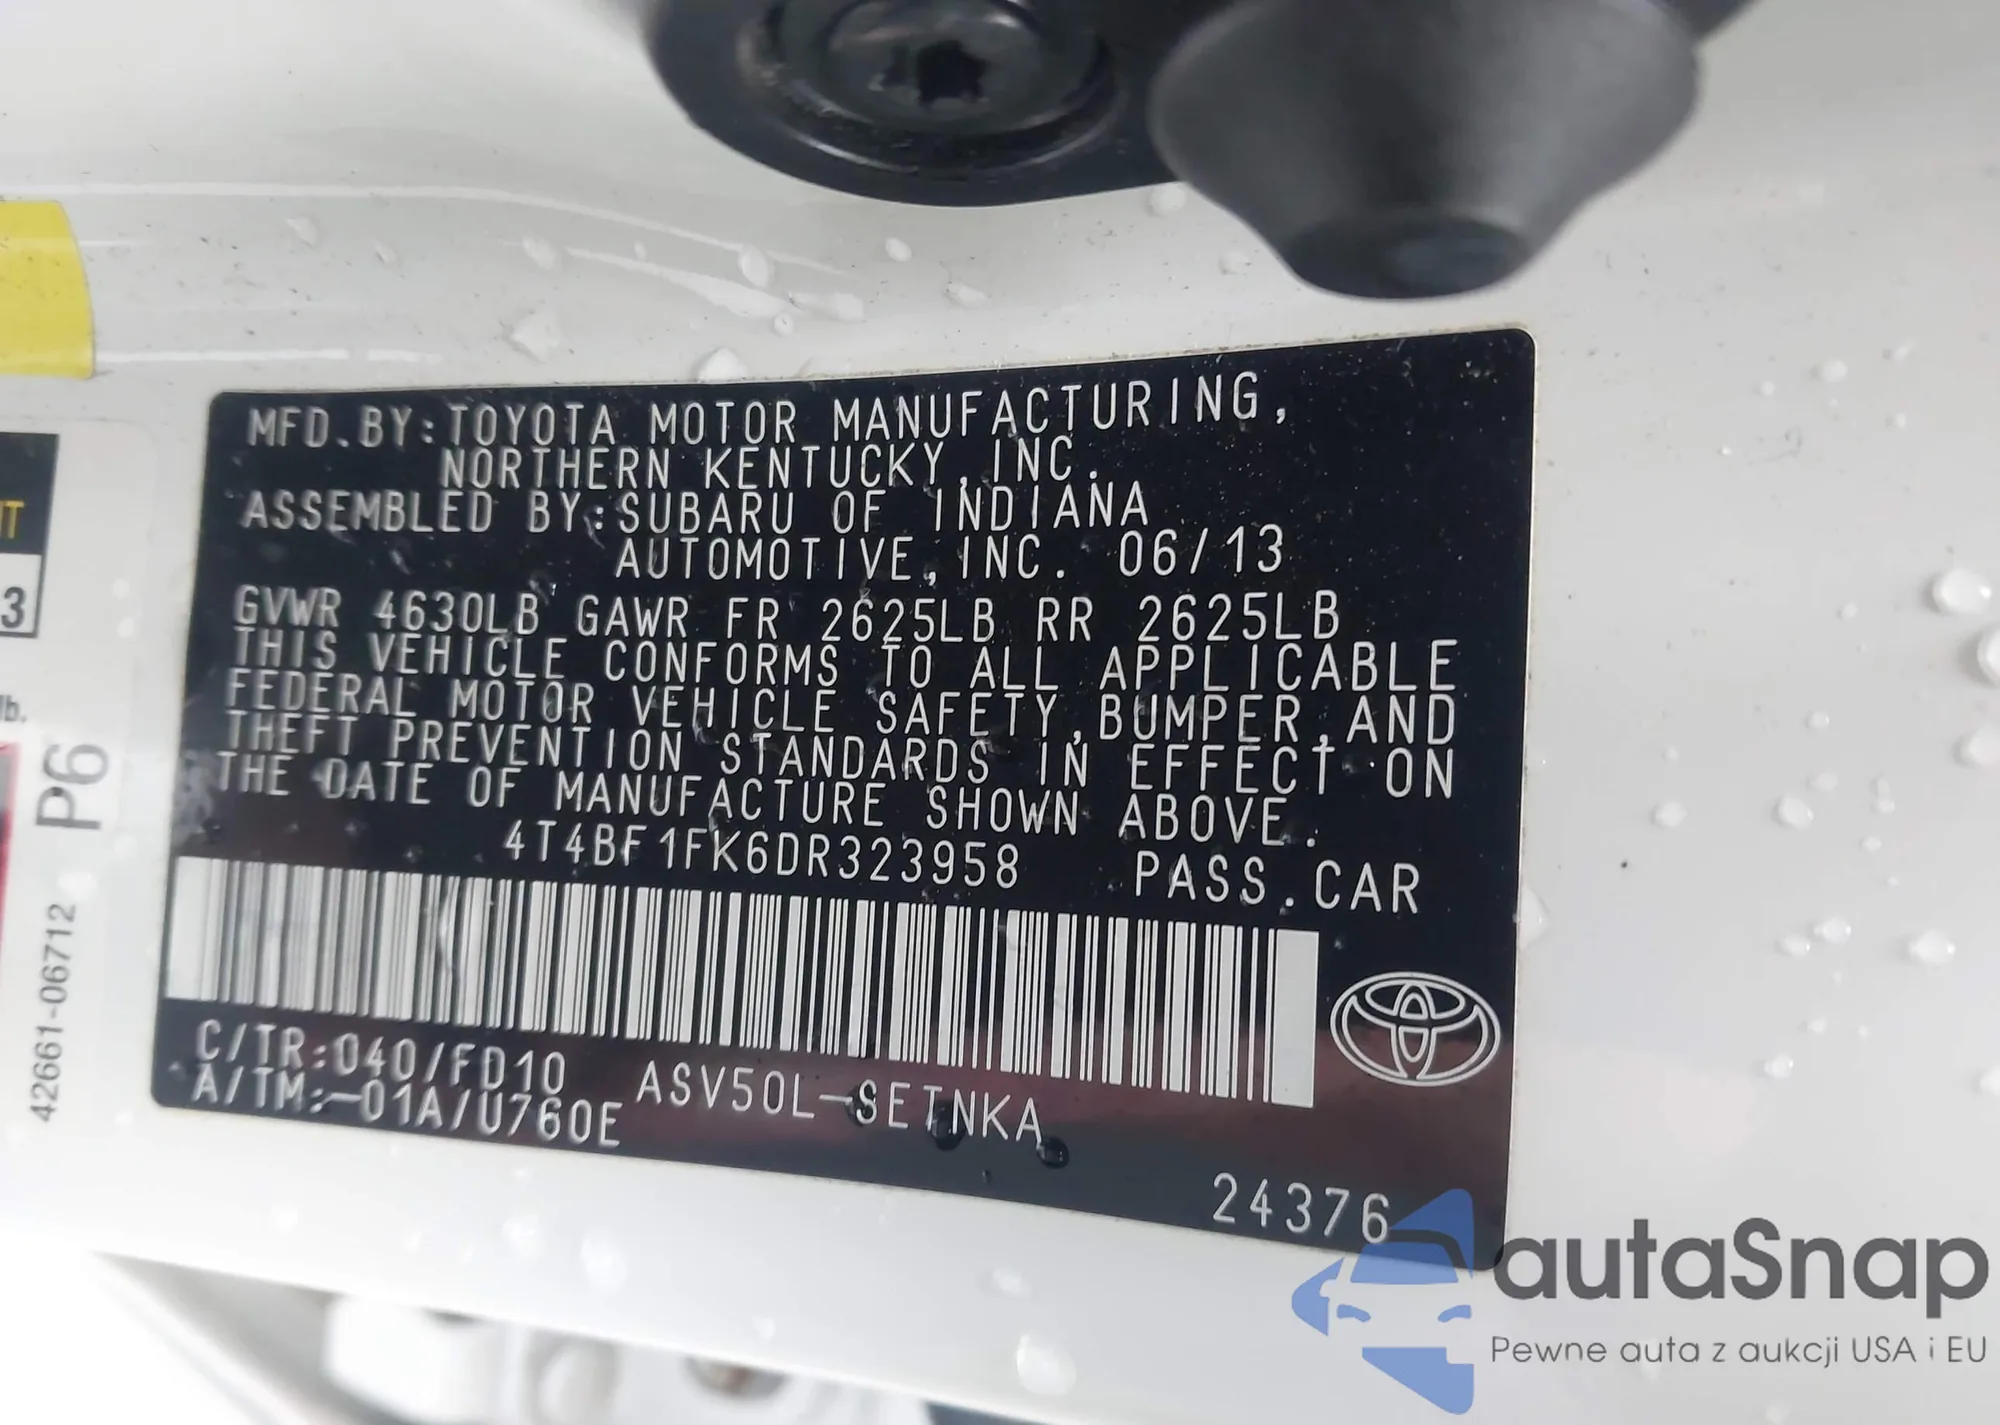 MFD.BY:TOYOTA MOTOR MANUFACTURING,
NORTHERN KENTUCKY,INC.
ASSEMBLED BY:SUBARU OF INDIANA
AUTOMOTIVE,INC. 06/13
GVWR 4630LB GAWR FR 2625LB RR 2625LB
THIS VEHICLE CONFORMS TO ALL APPLICABLE
FEDERAL MOTOR VEHICLE SAFETY,BUMPER,AND
THEFT PREVENTION STANDARDS IN EFFECT ON
THE DATE OF MANUFACTURE SHOWN ABOVE.
4T4BF1FK6DR323958 PASS.CAR
C/TR:040/FD10 ASV50L-SETNKA
A/TM:-01A/U760E
24376
3
lb.
P6
42661-06712
autaSnap
Pewne auta z aukcji USA i EU